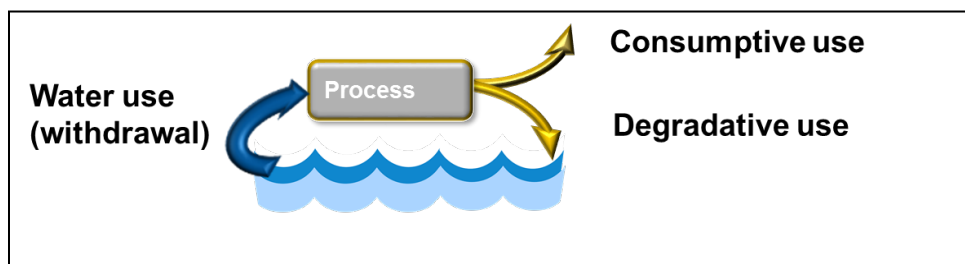 Consumptive use
Process
Water use
(withdrawal)
Degradative use